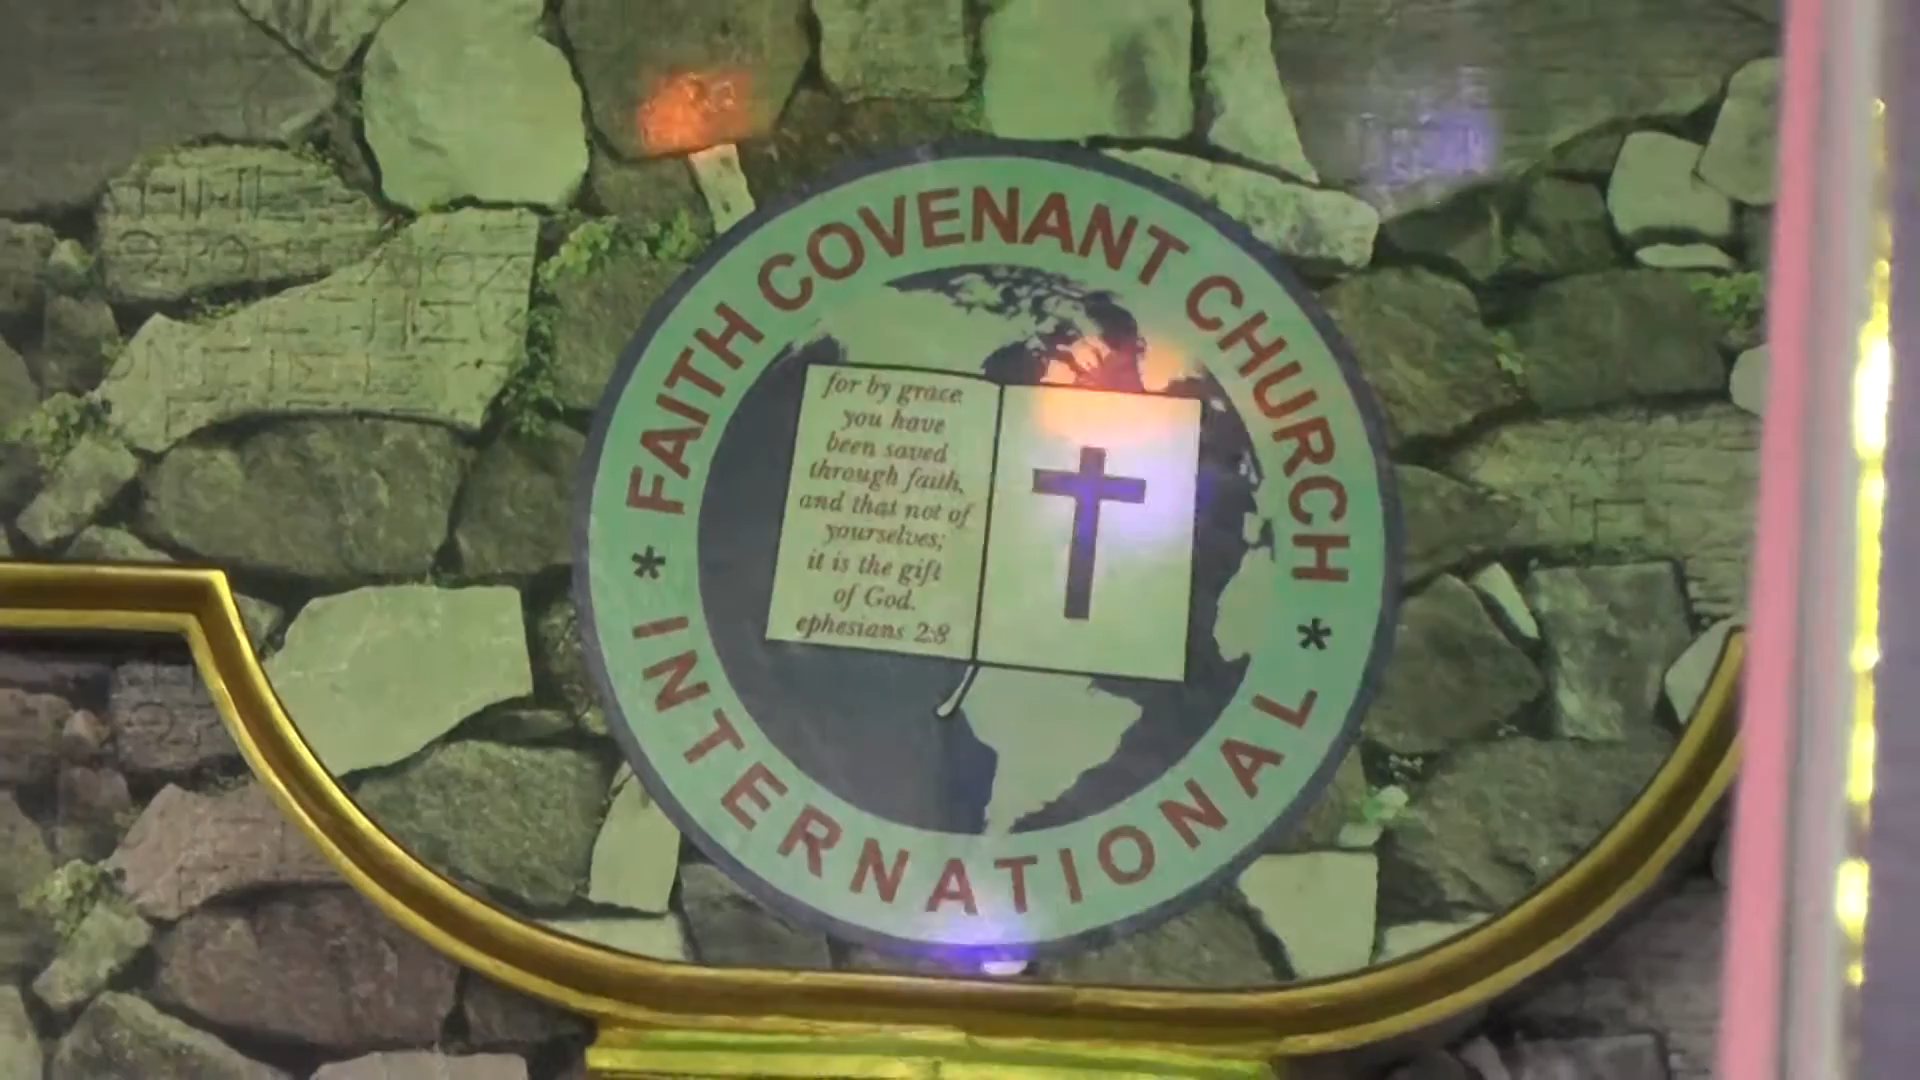 * FAITH COVENANT CHURCH *
INTERNATIONAL
for by grace
you have
been saved
through faith,
and that not of
yourselves;
it is the gift
of God.
ephesians 2:8